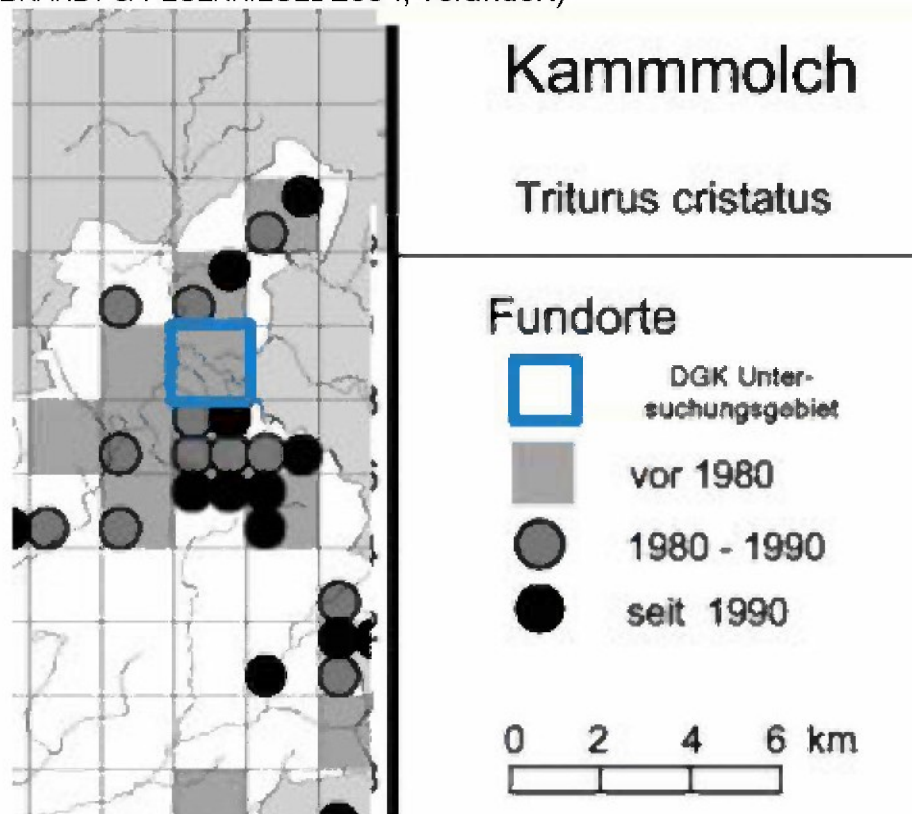 Kammmolch
Triturus cristatus
Fundorte
DGK Unter-
suchungsgebiet
vor 1980
1980 - 1990
seit 1990
0 2 4 6 km